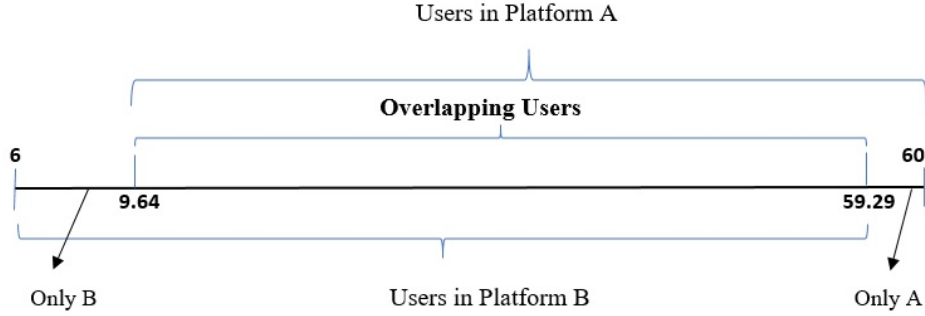 Users in Platform A
Overlapping Users
6
60
9.64
59.29
Only B
Users in Platform B
Only A